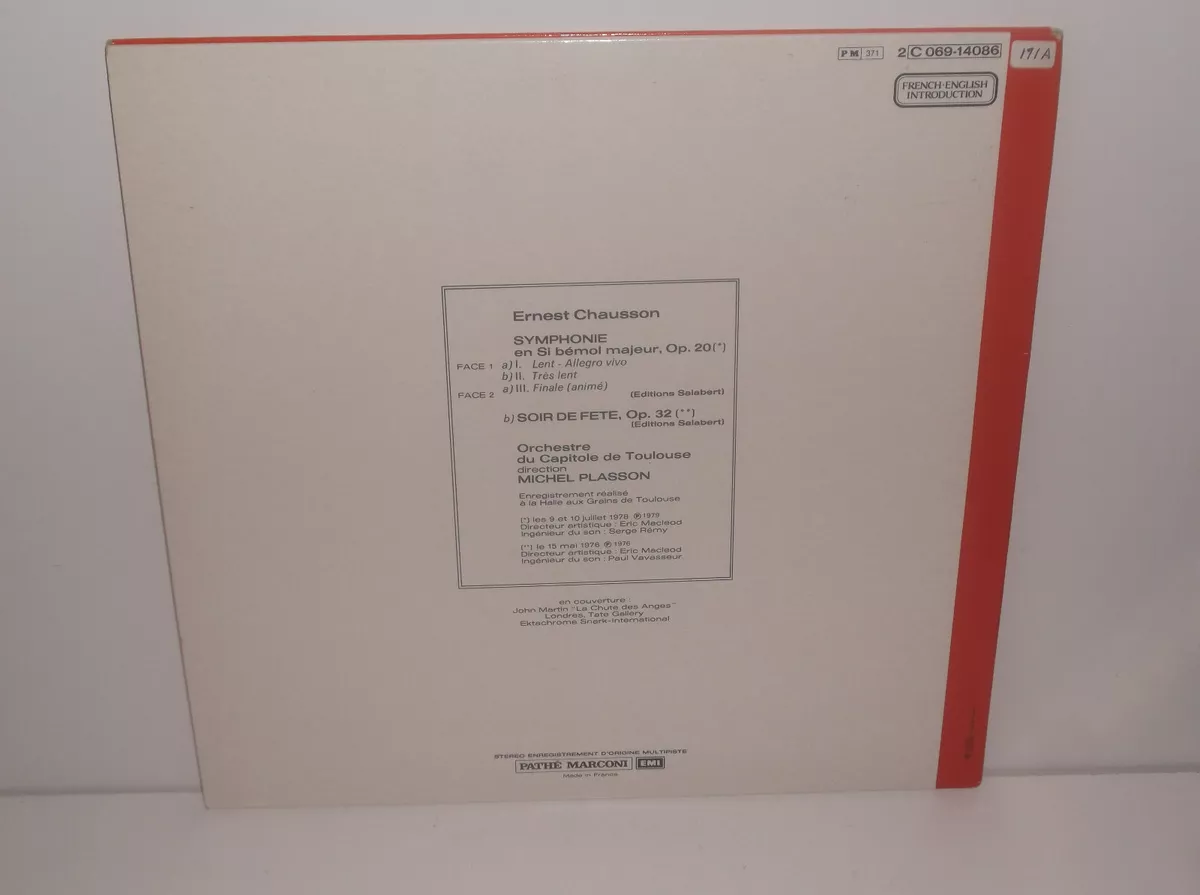 PM 371 2 C 069-14086 171A
FRENCH-ENGLISH
INTRODUCTION
Ernest Chausson
SYMPHONIE
en Si bémol majeur, Op. 20(*)
FACE 1 a) I. Lent - Allegro vivo
b) II. Très lent
FACE 2 a) III. Finale (animé)
(Editions Salabert)
b) SOIR DE FETE, Op. 32 (**)
(Editions Salabert)
Orchestre
du Capitole de Toulouse
direction
MICHEL PLASSON
Enregistrement réalisé
à la Halle aux Grains de Toulouse
(*) les 9 et 10 juillet 1978 ℗ 1979
Directeur artistique : Eric Macleod
Ingénieur du son : Serge Rémy
(**) le 15 mai 1976 ℗ 1976
Directeur artistique : Eric Macleod
Ingénieur du son : Paul Vavasseur.
en couverture :
John Martin "La Chute des Anges"
Londres, Tate Gallery
Ektachrome Snark-International
STEREO ENREGISTREMENT D'ORIGINE MULTIPISTE
PATHÉ MARCONI EMI
Made in France